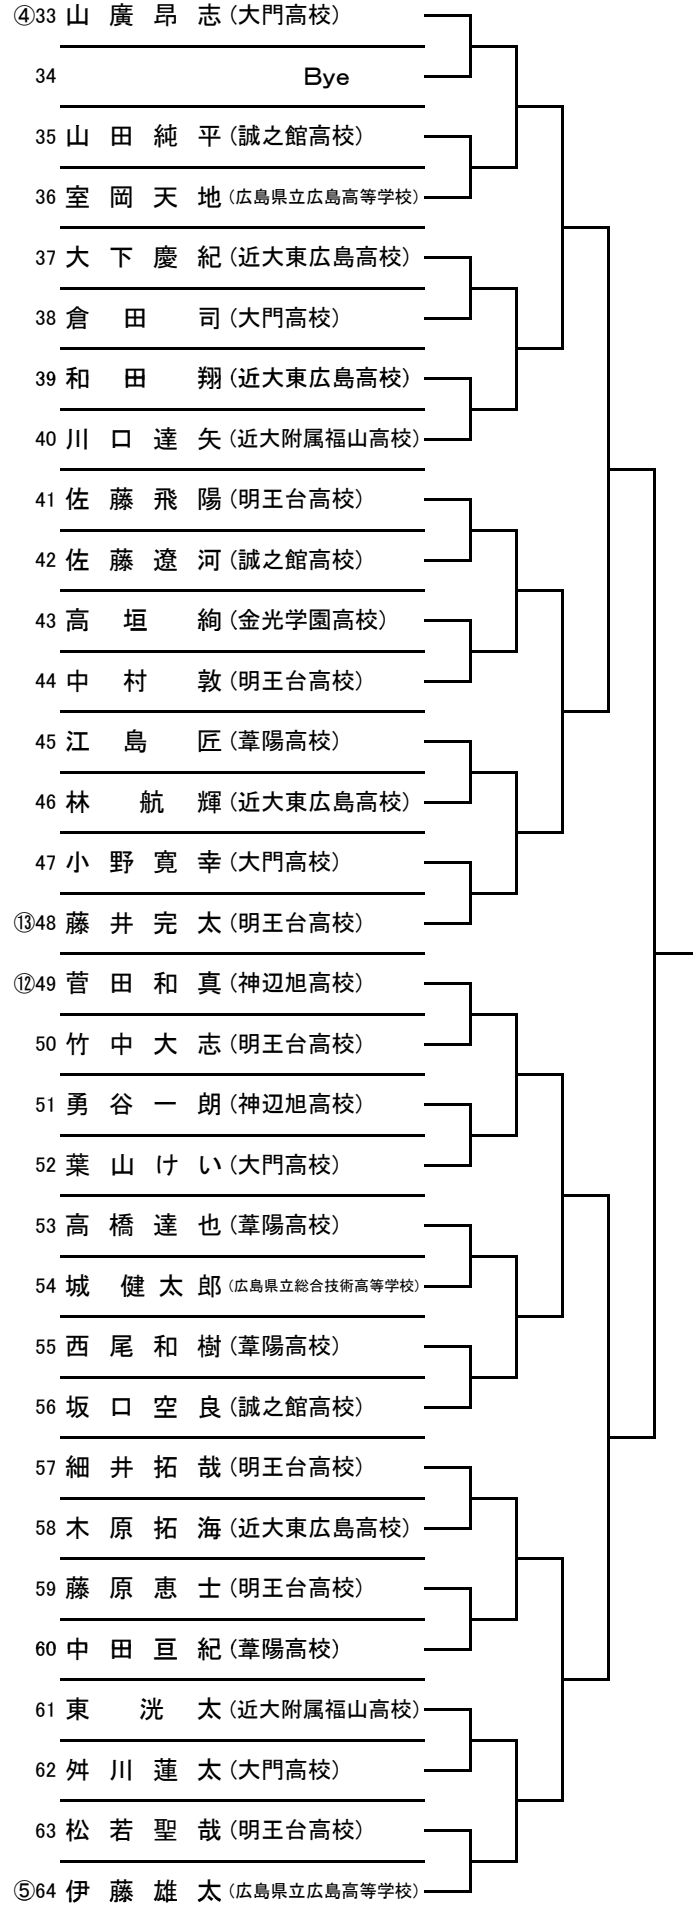 ④33 山廣昂志(大門高校)
34 Bye
35 山田純平(誠之館高校)
36 室岡天地(広島県立広島高等学校)
37 大下慶紀(近大東広島高校)
38 倉田司(大門高校)
39 和田翔(近大東広島高校)
40 川口達矢(近大附属福山高校)
41 佐藤飛陽(明王台高校)
42 佐藤遼河(誠之館高校)
43 高垣絢(金光学園高校)
44 中村敦(明王台高校)
45 江島匠(葦陽高校)
46 林航輝(近大東広島高校)
47 小野寛幸(大門高校)
⑬48 藤井完太(明王台高校)
⑫49 菅田和真(神辺旭高校)
50 竹中大志(明王台高校)
51 勇谷一朗(神辺旭高校)
52 葉山けい(大門高校)
53 高橋達也(葦陽高校)
54 城健太郎(広島県立総合技術高等学校)
55 西尾和樹(葦陽高校)
56 坂口空良(誠之館高校)
57 細井拓哉(明王台高校)
58 木原拓海(近大東広島高校)
59 藤原恵士(明王台高校)
60 中田亘紀(葦陽高校)
61 東洸太(近大附属福山高校)
62 舛川蓮太(大門高校)
63 松若聖哉(明王台高校)
⑤64 伊藤雄太(広島県立広島高等学校)